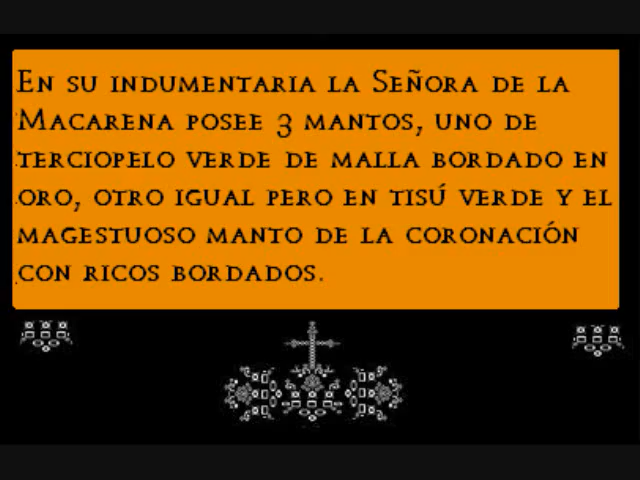 En su indumentaria la Señora de la
Macarena posee 3 mantos, uno de
terciopelo verde de malla bordado en
oro, otro igual pero en tisú verde y el
magestuoso manto de la coronación
con ricos bordados.